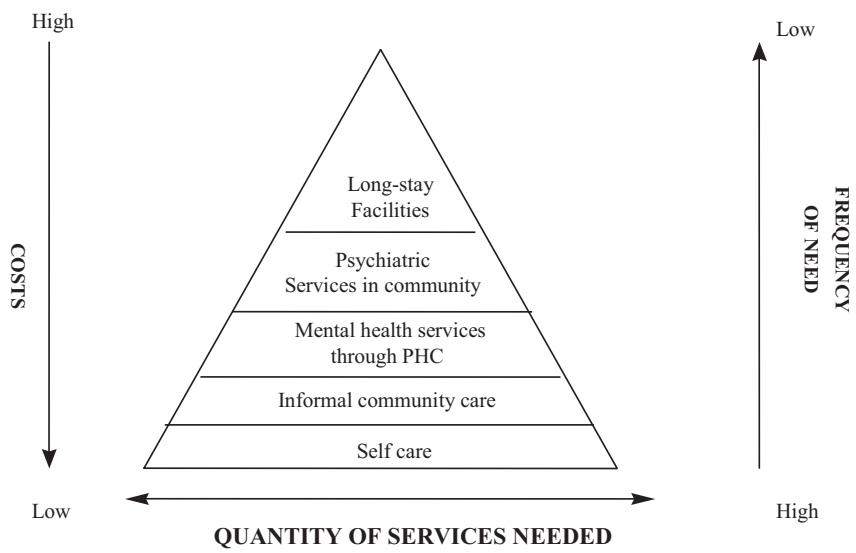 High
Low
Long-stay
Facilities
Psychiatric
Services in community
Mental health services
through PHC
Informal community care
Self care
COSTS
FREQUENCY
OF NEED
Low
High
QUANTITY OF SERVICES NEEDED